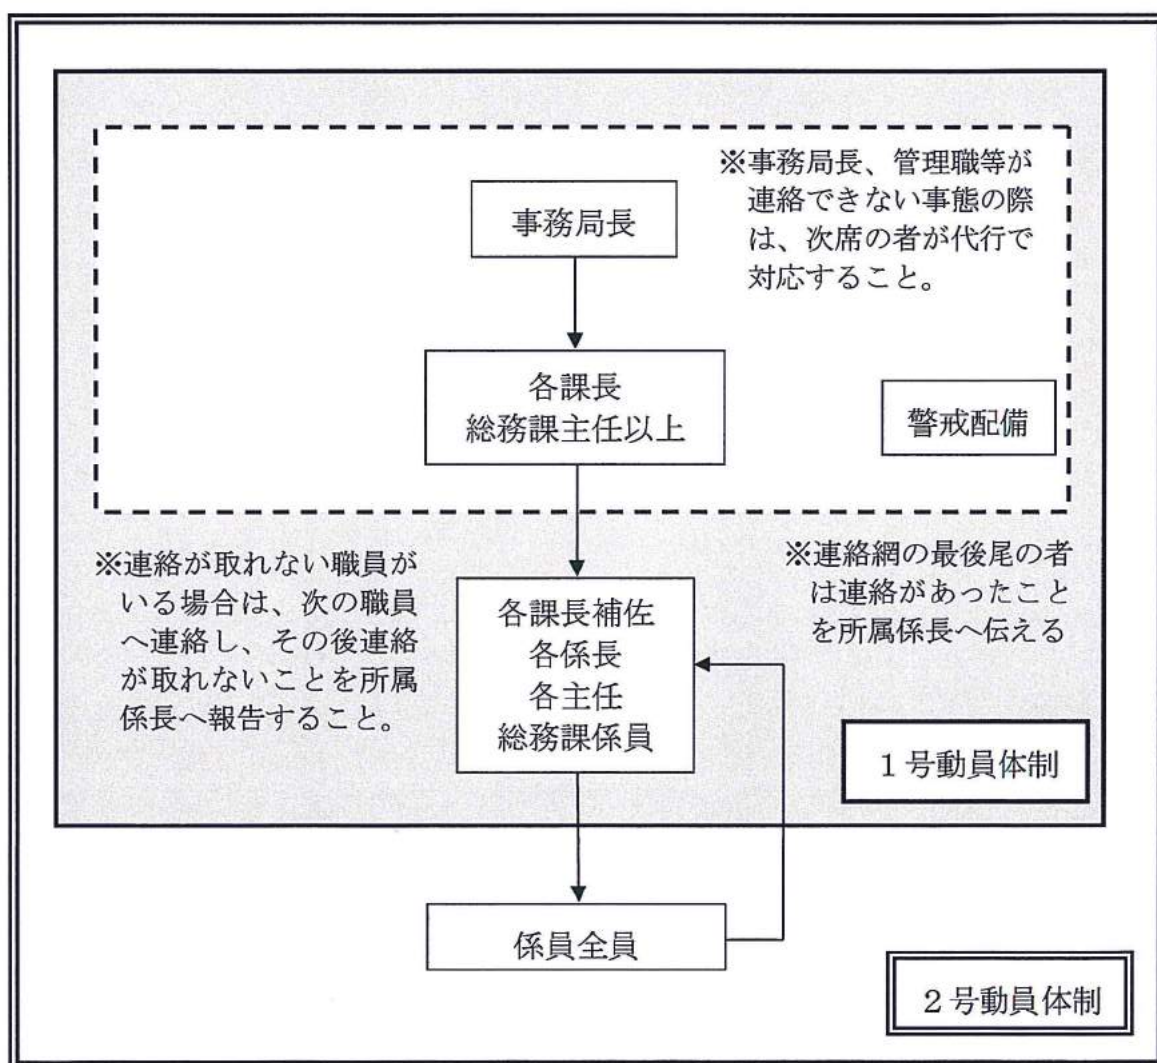 ※事務局長、管理職等が
連絡できない事態の際
は、次席の者が代行で
対応すること。
事務局長
各課長
総務課主任以上
警戒配備
※連絡が取れない職員が
いる場合は、次の職員
へ連絡し、その後連絡
が取れないことを所属
係長へ報告すること。
※連絡網の最後尾の者
は連絡があったこと
を所属係長へ伝える
各課長補佐
各係長
各主任
総務課係員
1号動員体制
係員全員
2号動員体制